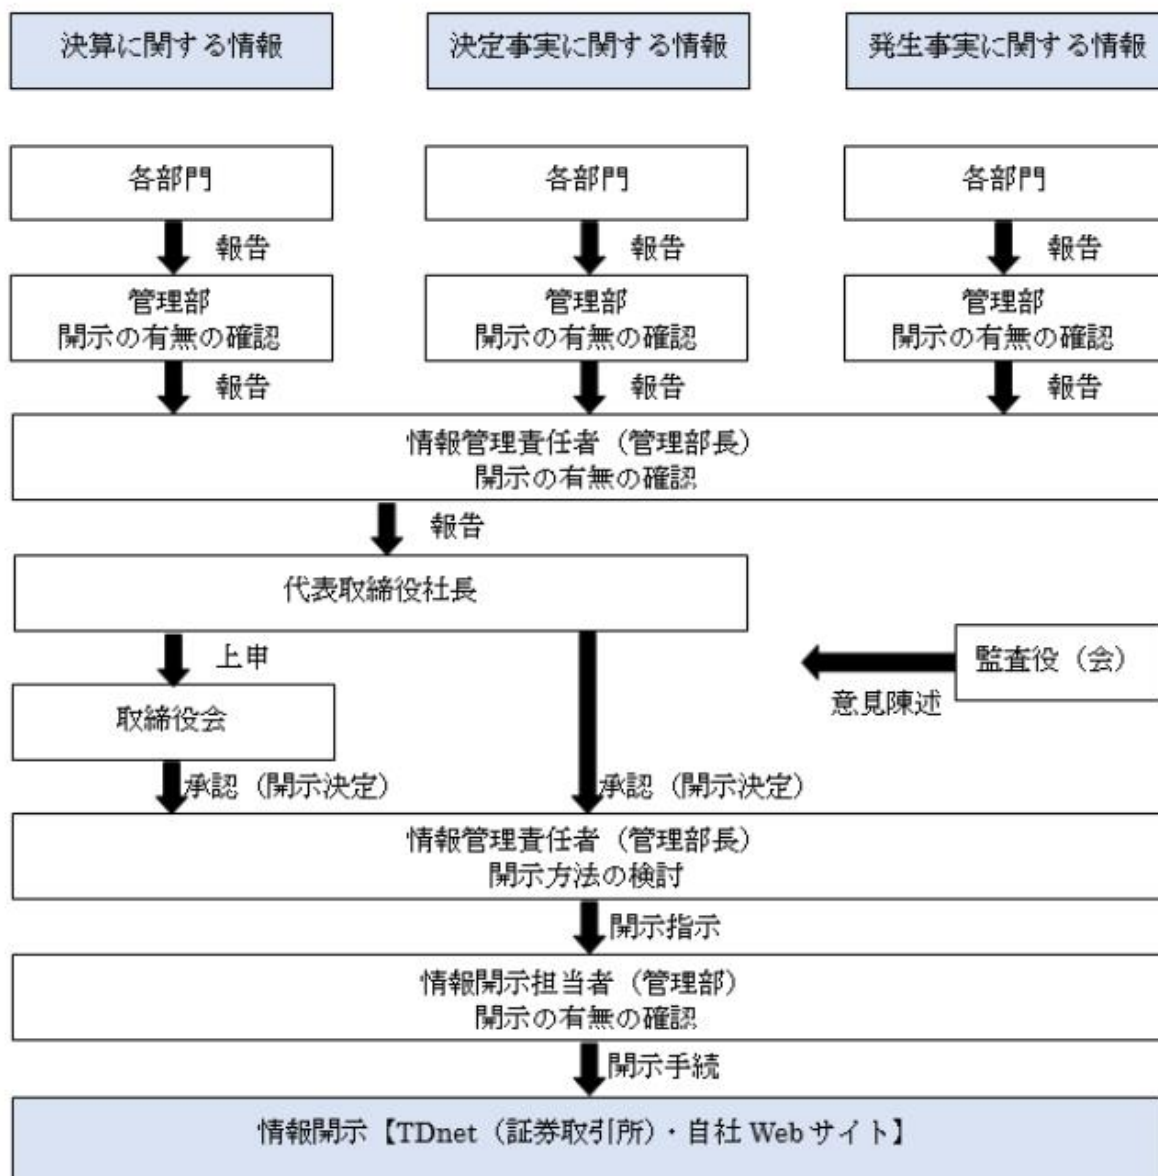 決算に関する情報
決定事実に関する情報
発生事実に関する情報
各部門
各部門
各部門
報告
報告
報告
管理部
開示の有無の確認
管理部
開示の有無の確認
管理部
開示の有無の確認
報告
報告
報告
情報管理責任者（管理部長）
開示の有無の確認
報告
代表取締役社長
上申
監査役（会）
意見陳述
取締役会
承認（開示決定）
承認（開示決定）
情報管理責任者（管理部長）
開示方法の検討
開示指示
情報開示担当者（管理部）
開示の有無の確認
開示手続
情報開示【TDnet（証券取引所）・自社 Web サイト】